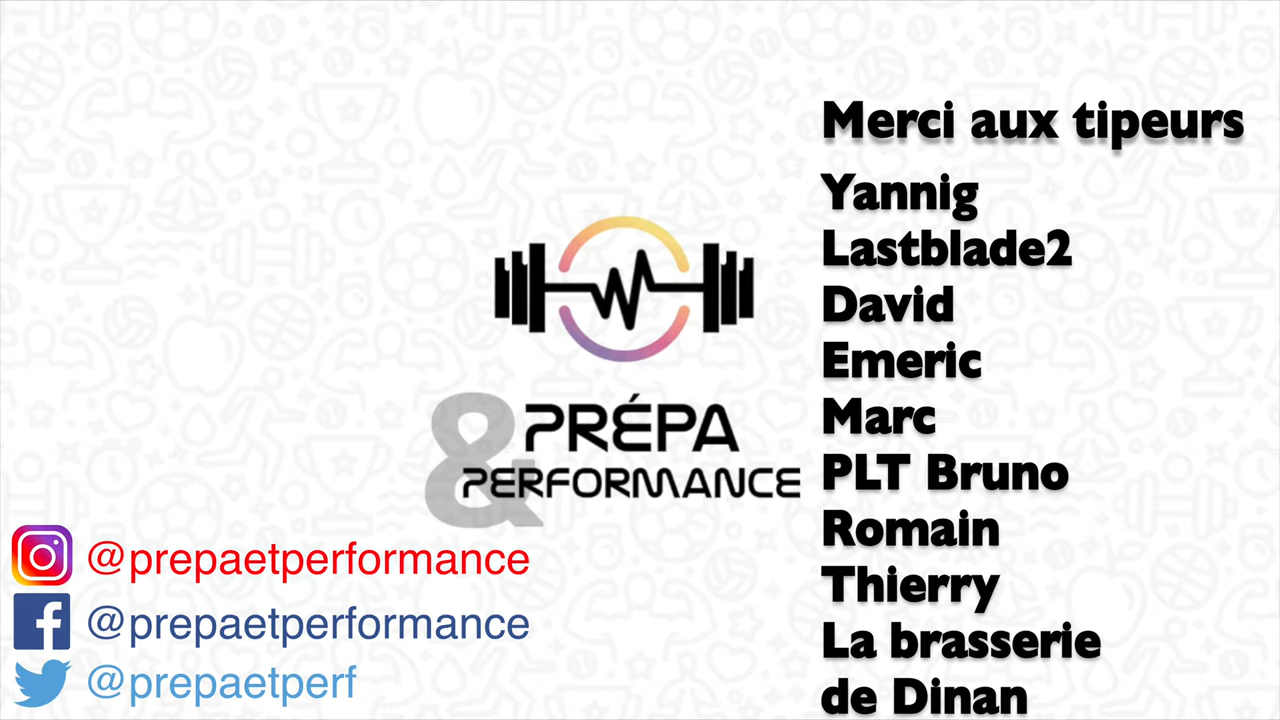 Merci aux tipeurs
Yannig
Lastblade2
David
Emeric
Marc
PLT Bruno
Romain
Thierry
La brasserie
de Dinan
&
PRÉPA
PERFORMANCE
@prepaetperformance
@prepaetperformance
@prepaetperf